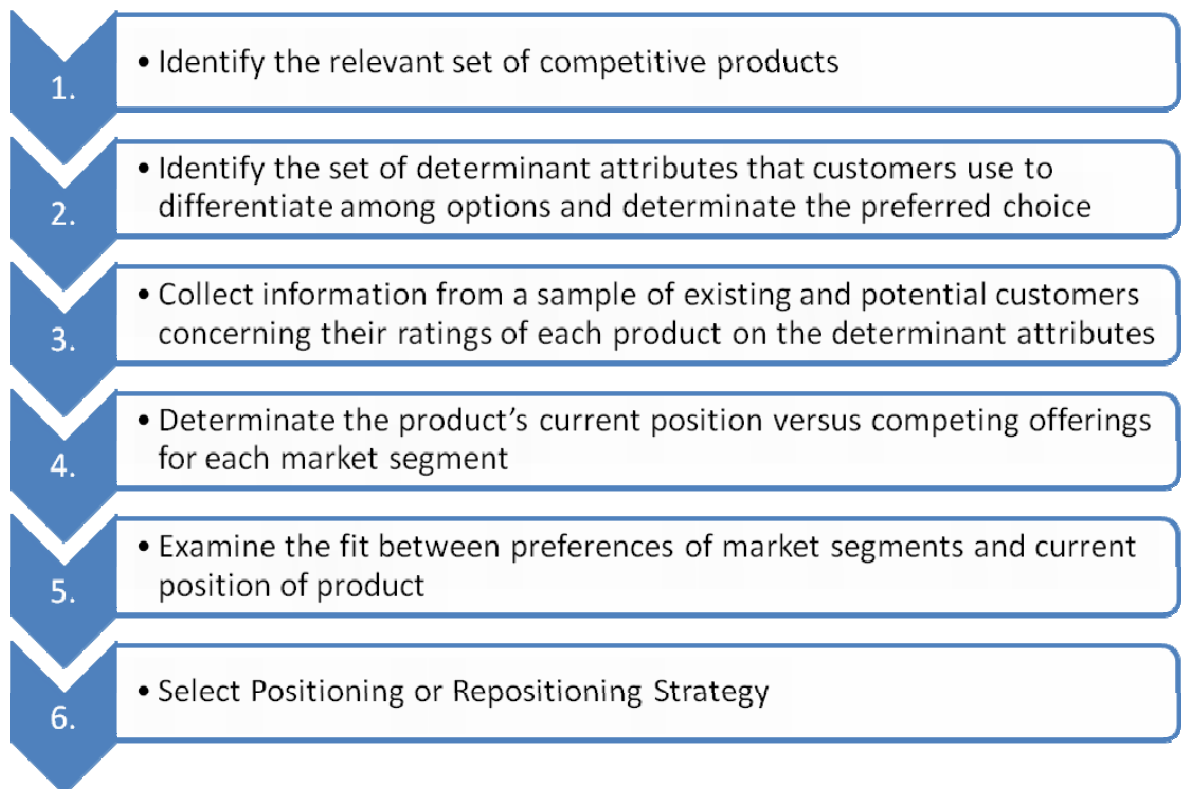 1.
• Identify the relevant set of competitive products
2.
• Identify the set of determinant attributes that customers use to
differentiate among options and determinate the preferred choice
3.
• Collect information from a sample of existing and potential customers
concerning their ratings of each product on the determinant attributes
4.
• Determinate the product’s current position versus competing offerings
for each market segment
5.
• Examine the fit between preferences of market segments and current
position of product
6.
• Select Positioning or Repositioning Strategy